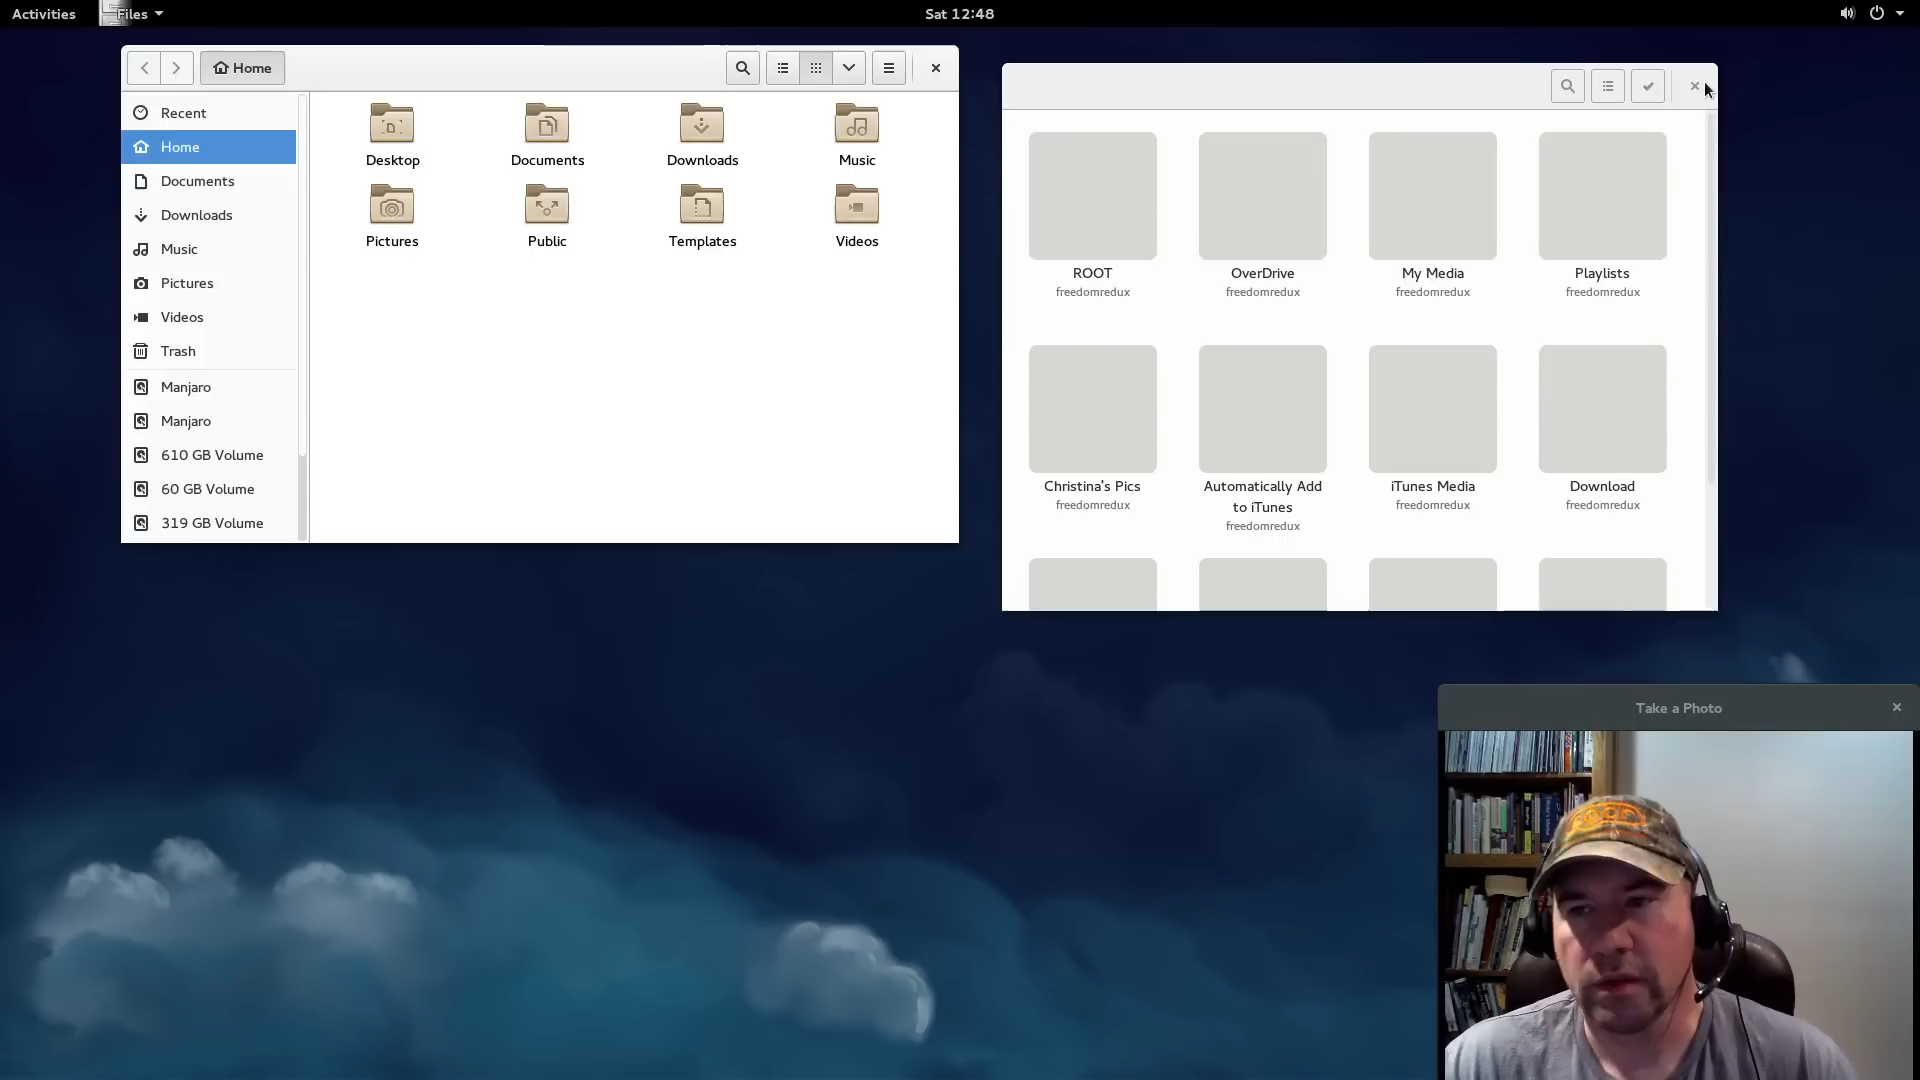 Activities
Files
Sat 12:48
Home
Recent
Home
Documents
Downloads
Music
Pictures
Videos
Trash
Manjaro
Manjaro
610 GB Volume
60 GB Volume
319 GB Volume
Desktop
Documents
Downloads
Music
Pictures
Public
Templates
Videos
ROOT
freedomredux
OverDrive
freedomredux
My Media
freedomredux
Playlists
freedomredux
Christina's Pics
freedomredux
Automatically Add
to iTunes
freedomredux
iTunes Media
freedomredux
Download
freedomredux
Take a Photo